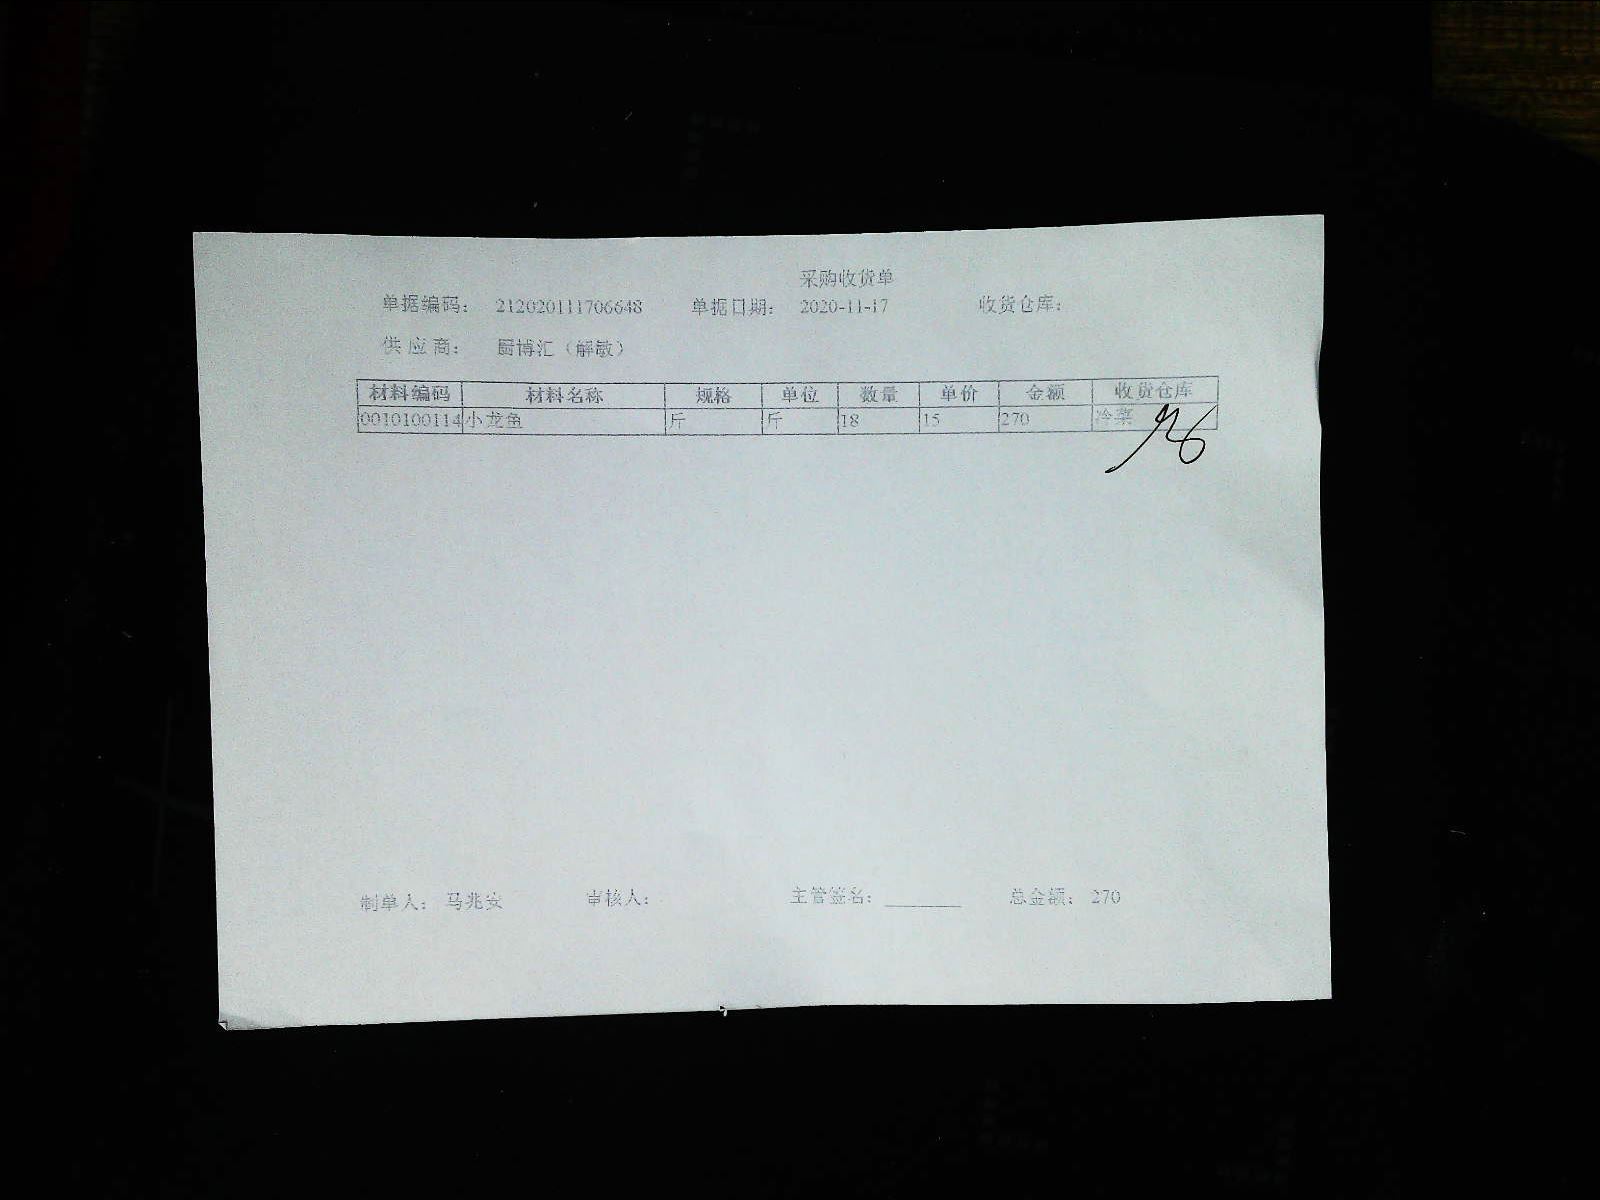 采购收货单
单据编码： 212020111706648 单据日期： 2020-11-17 收货仓库：
供 应 商： 厨博汇（解敏）
材料编码 材料名称 规格 单位 数量 单价 金额 收货仓库
0010100114 小龙鱼 斤 斤 18 15 270 冷菜
制单人： 马兆安 审核人： 主管签名：________ 总金额： 270